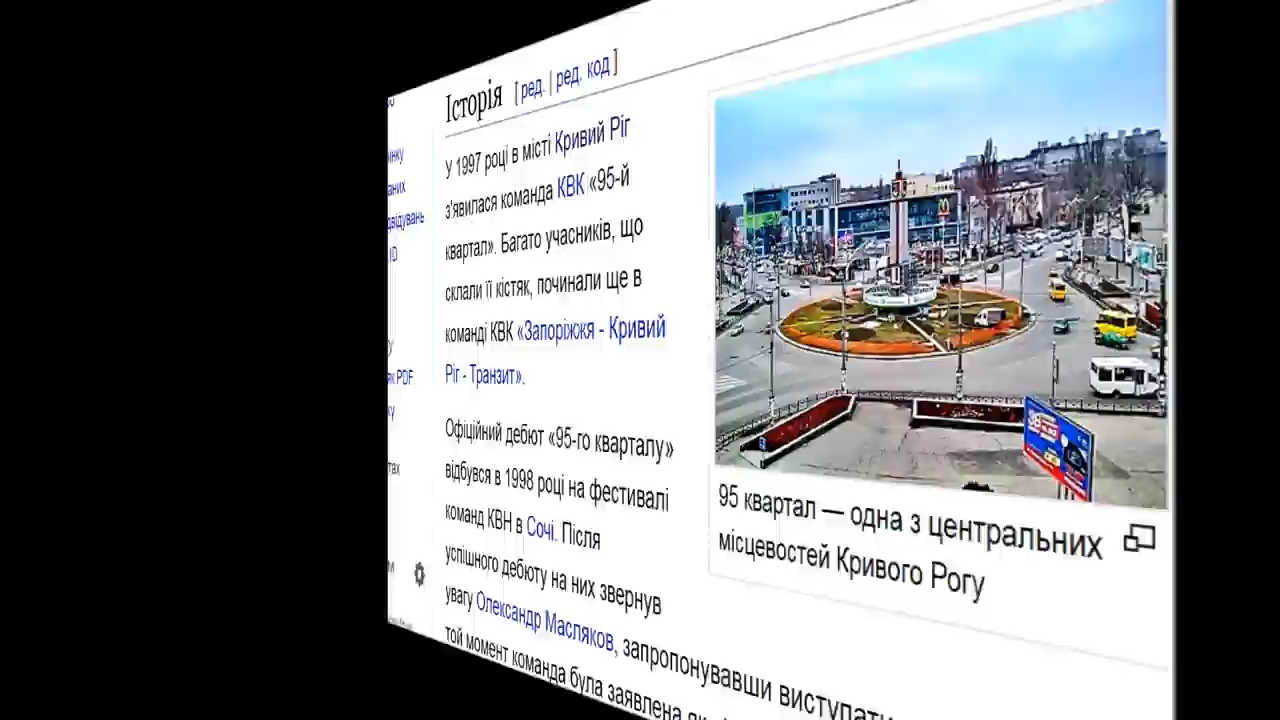 Історія [ ред. | ред. код ]
У 1997 році в місті Кривий Ріг
з'явилася команда КВК «95-й
квартал». Багато учасників, що
склали її кістяк, починали ще в
команді КВК «Запоріжжя - Кривий
Ріг - Транзит».
Офіційний дебют «95-го кварталу»
відбувся в 1998 році на фестивалі
команд КВН в Сочі. Після
успішного дебюту на них звернув
увагу Олександр Масляков, запропонувавши виступати
той момент команда була заявлена
95 квартал — одна з центральних
місцевостей Кривого Рогу
ID
PDF